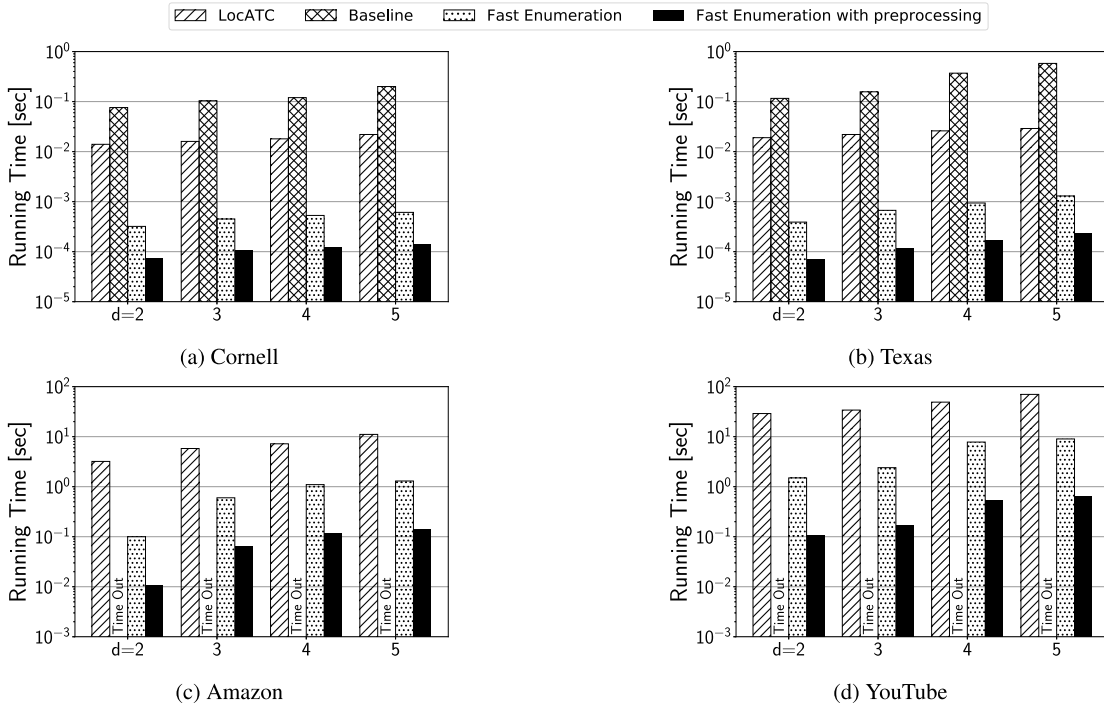 LocATC Baseline Fast Enumeration Fast Enumeration with preprocessing
Running Time [sec]
10^0
10^-1
10^-2
10^-3
10^-4
10^-5
d=2 3 4 5
(a) Cornell
Running Time [sec]
10^0
10^-1
10^-2
10^-3
10^-4
10^-5
d=2 3 4 5
(b) Texas
Running Time [sec]
10^2
10^1
10^0
10^-1
10^-2
10^-3
Time Out Time Out Time Out Time Out
d=2 3 4 5
(c) Amazon
Running Time [sec]
10^2
10^1
10^0
10^-1
10^-2
10^-3
Time Out Time Out Time Out Time Out
d=2 3 4 5
(d) YouTube